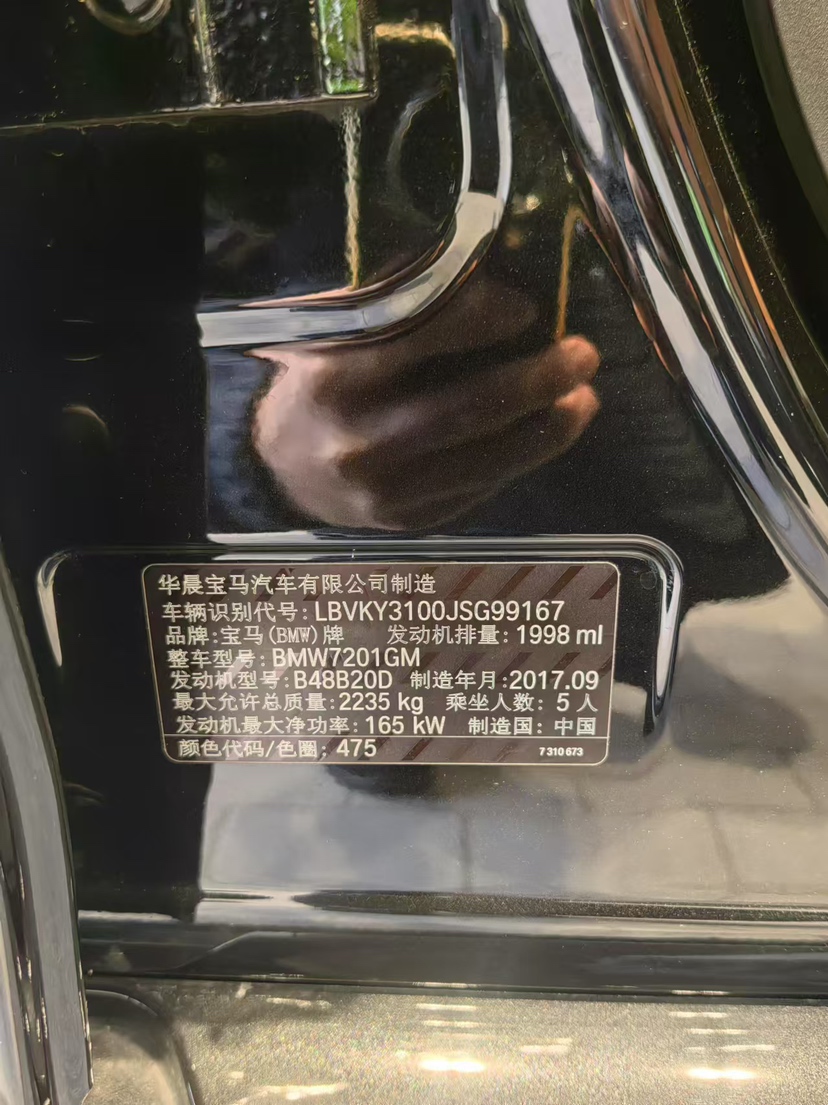 华晨宝马汽车有限公司制造
车辆识别代号: LBVKY3100JSG99167
品牌:宝马(BMW)牌 发动机排量: 1998 ml
整车型号: BMW7201GM
发动机型号: B48B20D 制造年月:2017.09
最大允许总质量: 2235 kg 乘坐人数: 5 人
发动机最大净功率: 165 kW 制造国: 中国
颜色代码/色圈: 475 7 310 673